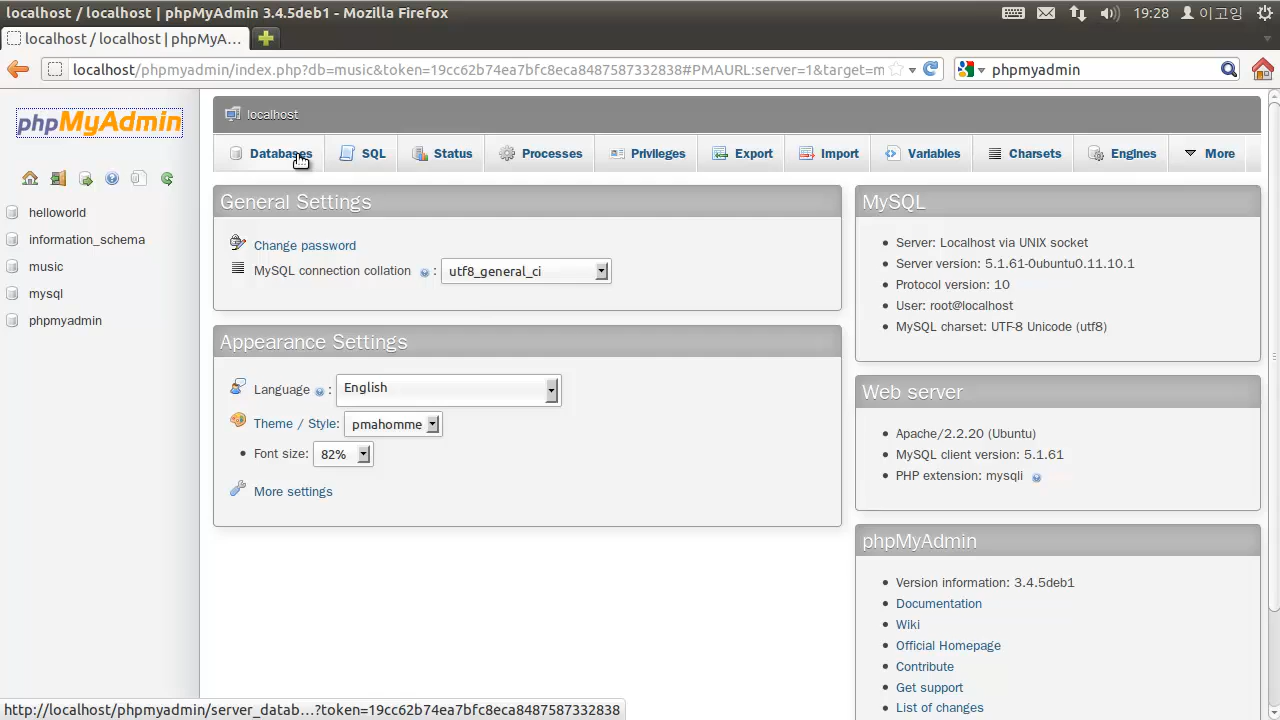 localhost / localhost | phpMyAdmin 3.4.5deb1 - Mozilla Firefox
19:28
이고잉
localhost / localhost | phpMyA...
localhost/phpmyadmin/index.php?db=music&token=19cc62b74ea7bfc8eca8487587332838#PMAURL:server=1&target=m
phpmyadmin
phpMyAdmin
helloworld
information_schema
music
mysql
phpmyadmin
localhost
Databases
SQL
Status
Processes
Privileges
Export
Import
Variables
Charsets
Engines
More
General Settings
Change password
MySQL connection collation :
utf8_general_ci
Appearance Settings
Language :
English
Theme / Style:
pmahomme
Font size:
82%
More settings
MySQL
Server: Localhost via UNIX socket
Server version: 5.1.61-0ubuntu0.11.10.1
Protocol version: 10
User: root@localhost
MySQL charset: UTF-8 Unicode (utf8)
Web server
Apache/2.2.20 (Ubuntu)
MySQL client version: 5.1.61
PHP extension: mysqli
phpMyAdmin
Version information: 3.4.5deb1
Documentation
Wiki
Official Homepage
Contribute
Get support
List of changes
http://localhost/phpmyadmin/server_datab...?token=19cc62b74ea7bfc8eca8487587332838